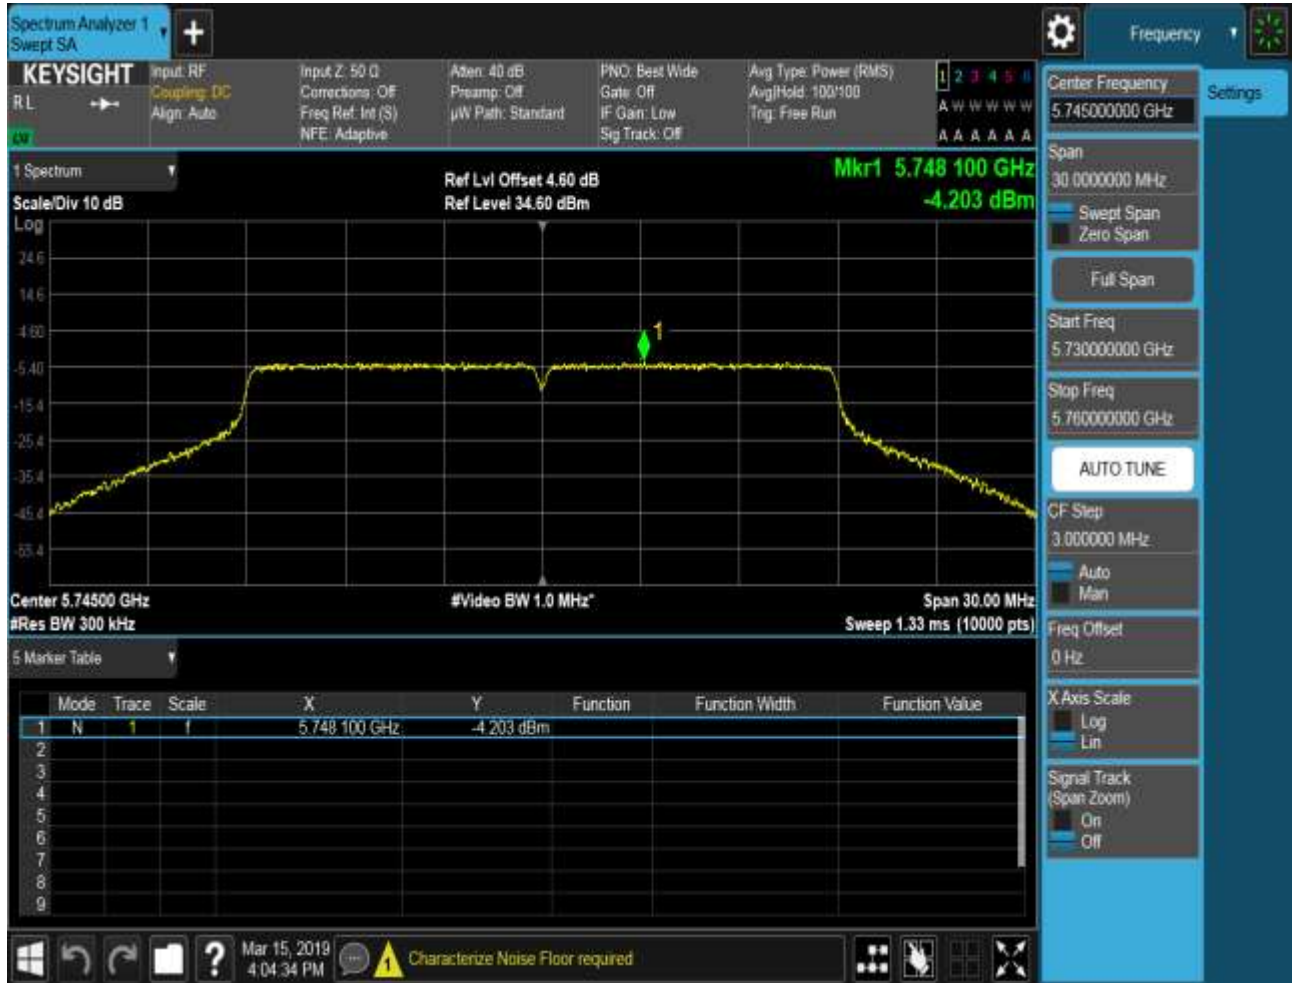 Spectrum Analyzer 1
Swept SA
+
Frequency
KEYSIGHT
RL
Input: RF
Coupling: DC
Align: Auto
Input Z: 50 Ω
Corrections: Off
Freq Ref: Int (S)
NFE: Adaptive
Atten: 40 dB
Preamp: Off
µW Path: Standard
PNO: Best Wide
Gate: Off
IF Gain: Low
Sig Track: Off
Avg Type: Power (RMS)
Avg|Hold: 100/100
Trig: Free Run
1 2 3 4 5 6
A W W W W W
A A A A A A
1 Spectrum
Scale/Div 10 dB
Log
Ref Lvl Offset 4.60 dB
Ref Level 34.60 dBm
Mkr1 5.748 100 GHz
-4.203 dBm
24.6
14.6
4.60
-5.40
-15.4
-25.4
-35.4
-45.4
-55.4
1
Center 5.74500 GHz
#Res BW 300 kHz
#Video BW 1.0 MHz*
Span 30.00 MHz
Sweep 1.33 ms (10000 pts)
5 Marker Table
Mode Trace Scale X Y Function Function Width Function Value
1 N 1 f 5.748 100 GHz -4.203 dBm
2
3
4
5
6
7
8
9
Center Frequency
5.745000000 GHz
Settings
Span
30.0000000 MHz
Swept Span
Zero Span
Full Span
Start Freq
5.730000000 GHz
Stop Freq
5.760000000 GHz
AUTO TUNE
CF Step
3.000000 MHz
Auto
Man
Freq Offset
0 Hz
X Axis Scale
Log
Lin
Signal Track
(Span Zoom)
On
Off
?
Mar 15, 2019
4:04:34 PM
1
Characterize Noise Floor required